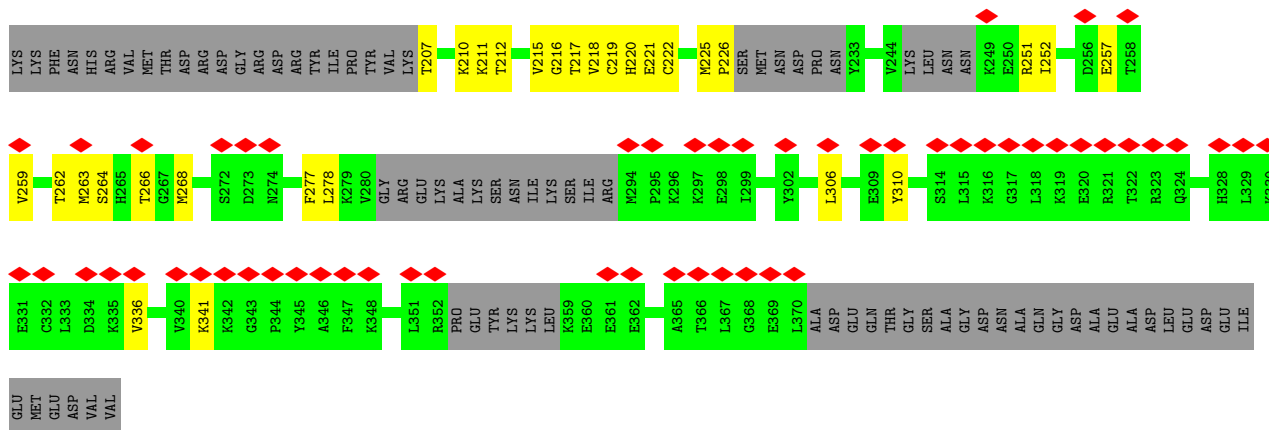 LYS LYS PHE ASN HIS ARG VAL MET THR ASP ARG ASP GLY ARG ASP ARG TYR ILE PRO TYR VAL LYS T207 K210 K211 T212 V215 G216 T217 V218 C219 H220 E221 C222 M225 P226 SER MET ASN ASP PRO ASN Y233 V244 LYS LEU ASN ASN K249 E250 R251 I252 D256 E257 T258
V259 T262 M263 S264 H265 T266 G267 M268 S272 D273 N274 F277 L278 K279 V280 GLY ARG GLU LYS ALA LYS SER ASN ILE LYS SER ILE ARG M294 P295 K296 K297 E298 I299 Y302 L306 E309 Y310 S314 L315 K316 G317 L318 K319 E320 R321 T322 R323 Q324 H328 L329
E331 C332 L333 D334 K335 V336 V340 K341 K342 G343 P344 Y345 A346 F347 K348 L351 R352 PRO GLU TYR LYS LYS LEU K359 E360 E361 E362 A365 T366 L367 G368 E369 L370 ALA ASP GLU GLN THR GLY SER ALA GLY ASP ASN ALA GLN GLY ASP ALA GLU ALA ASP LEU GLU ASP GLU ILE
GLU MET GLU ASP VAL VAL